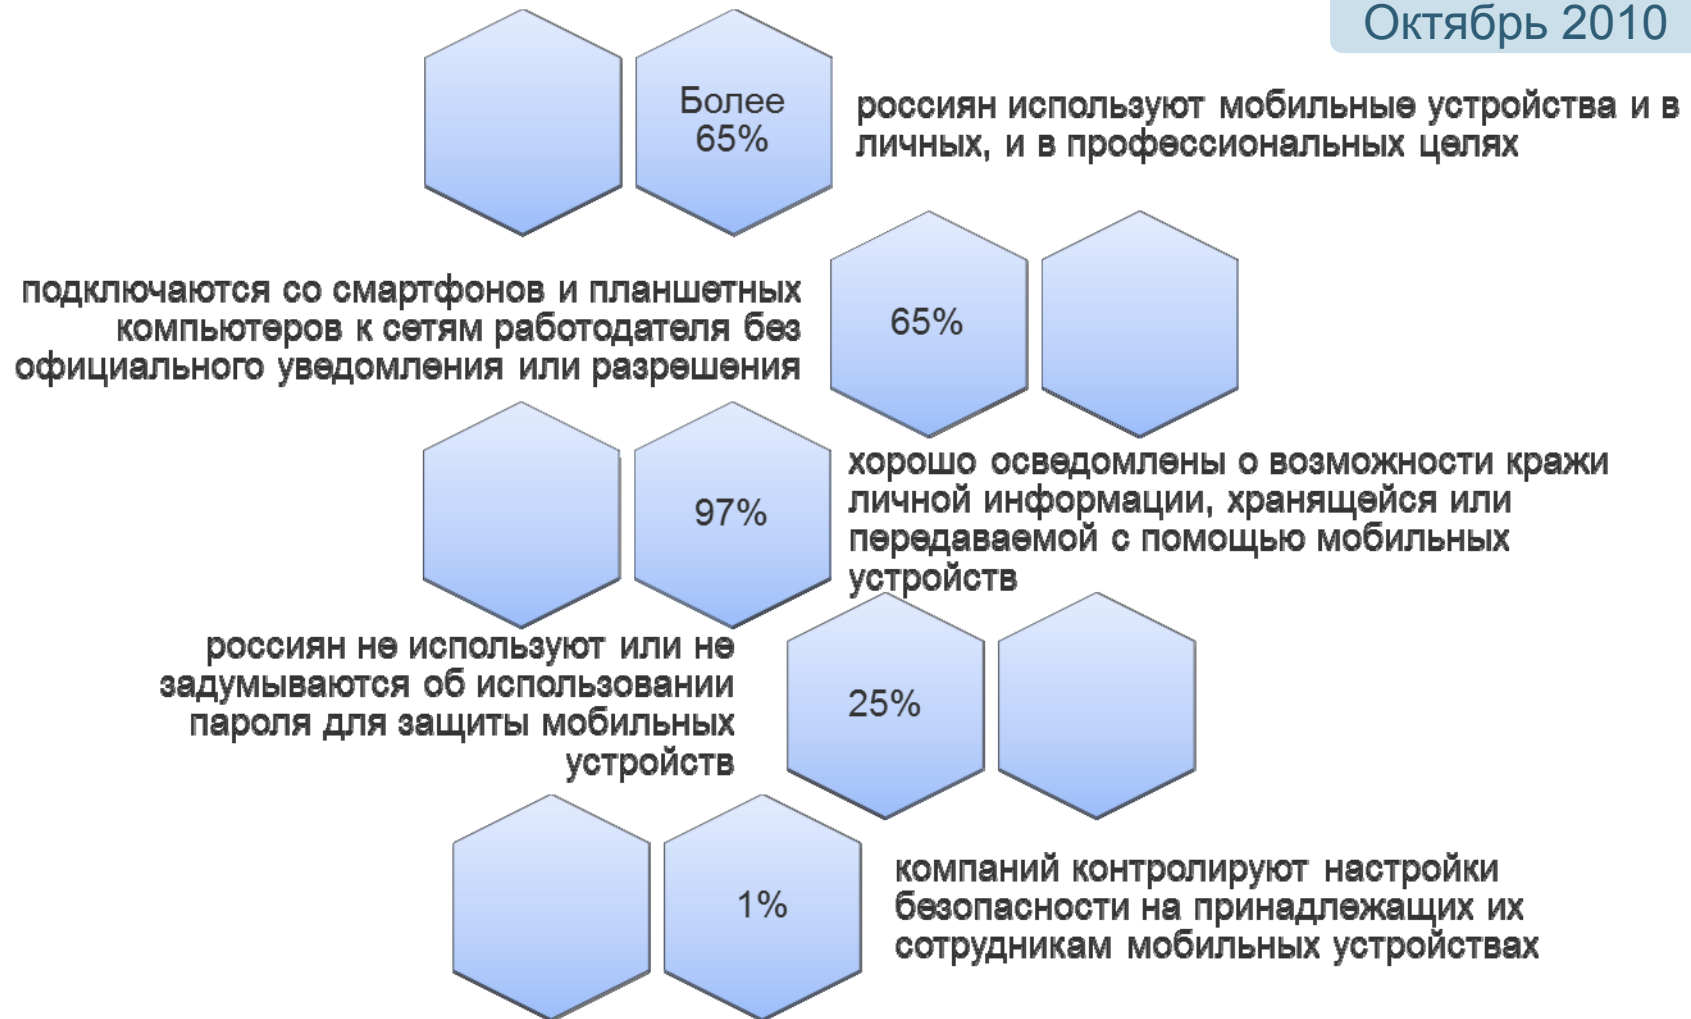 Октябрь 2010
Более
65%
россиян используют мобильные устройства и в
личных, и в профессиональных целях
подключаются со смартфонов и планшетных
компьютеров к сетям работодателя без
официального уведомления или разрешения
65%
97%
хорошо осведомлены о возможности кражи
личной информации, хранящейся или
передаваемой с помощью мобильных
устройств
россиян не используют или не
задумываются об использовании
пароля для защиты мобильных
устройств
25%
1%
компаний контролируют настройки
безопасности на принадлежащих их
сотрудникам мобильных устройствах